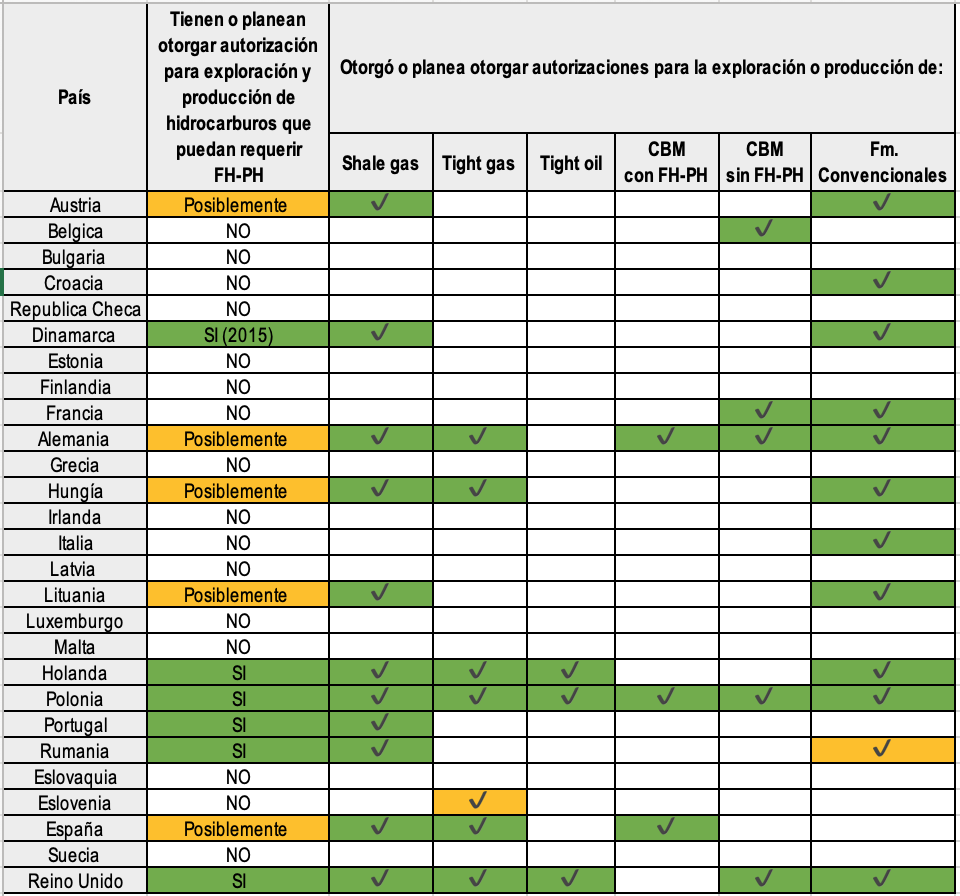 País
Tienen o planean
otorgar autorización
para exploración y
producción de
hidrocarburos que
puedan requerir
FH-PH
Otorgó o planea otorgar autorizaciones para la exploración o producción de:
Shale gas
Tight gas
Tight oil
CBM
con FH-PH
CBM
sin FH-PH
Fm.
Convencionales
Austria Posiblemente ✓ ✓
Belgica NO ✓
Bulgaria NO
Croacia NO ✓
Republica Checa NO
Dinamarca SI (2015) ✓ ✓
Estonia NO
Finlandia NO
Francia NO ✓ ✓
Alemania Posiblemente ✓ ✓ ✓ ✓ ✓
Grecia NO
Hungía Posiblemente ✓ ✓ ✓
Irlanda NO
Italia NO ✓
Latvia NO
Lituania Posiblemente ✓ ✓
Luxemburgo NO
Malta NO
Holanda SI ✓ ✓ ✓ ✓
Polonia SI ✓ ✓ ✓ ✓ ✓ ✓
Portugal SI ✓
Rumania SI ✓ ✓
Eslovaquia NO
Eslovenia NO ✓
España Posiblemente ✓ ✓ ✓
Suecia NO
Reino Unido SI ✓ ✓ ✓ ✓ ✓